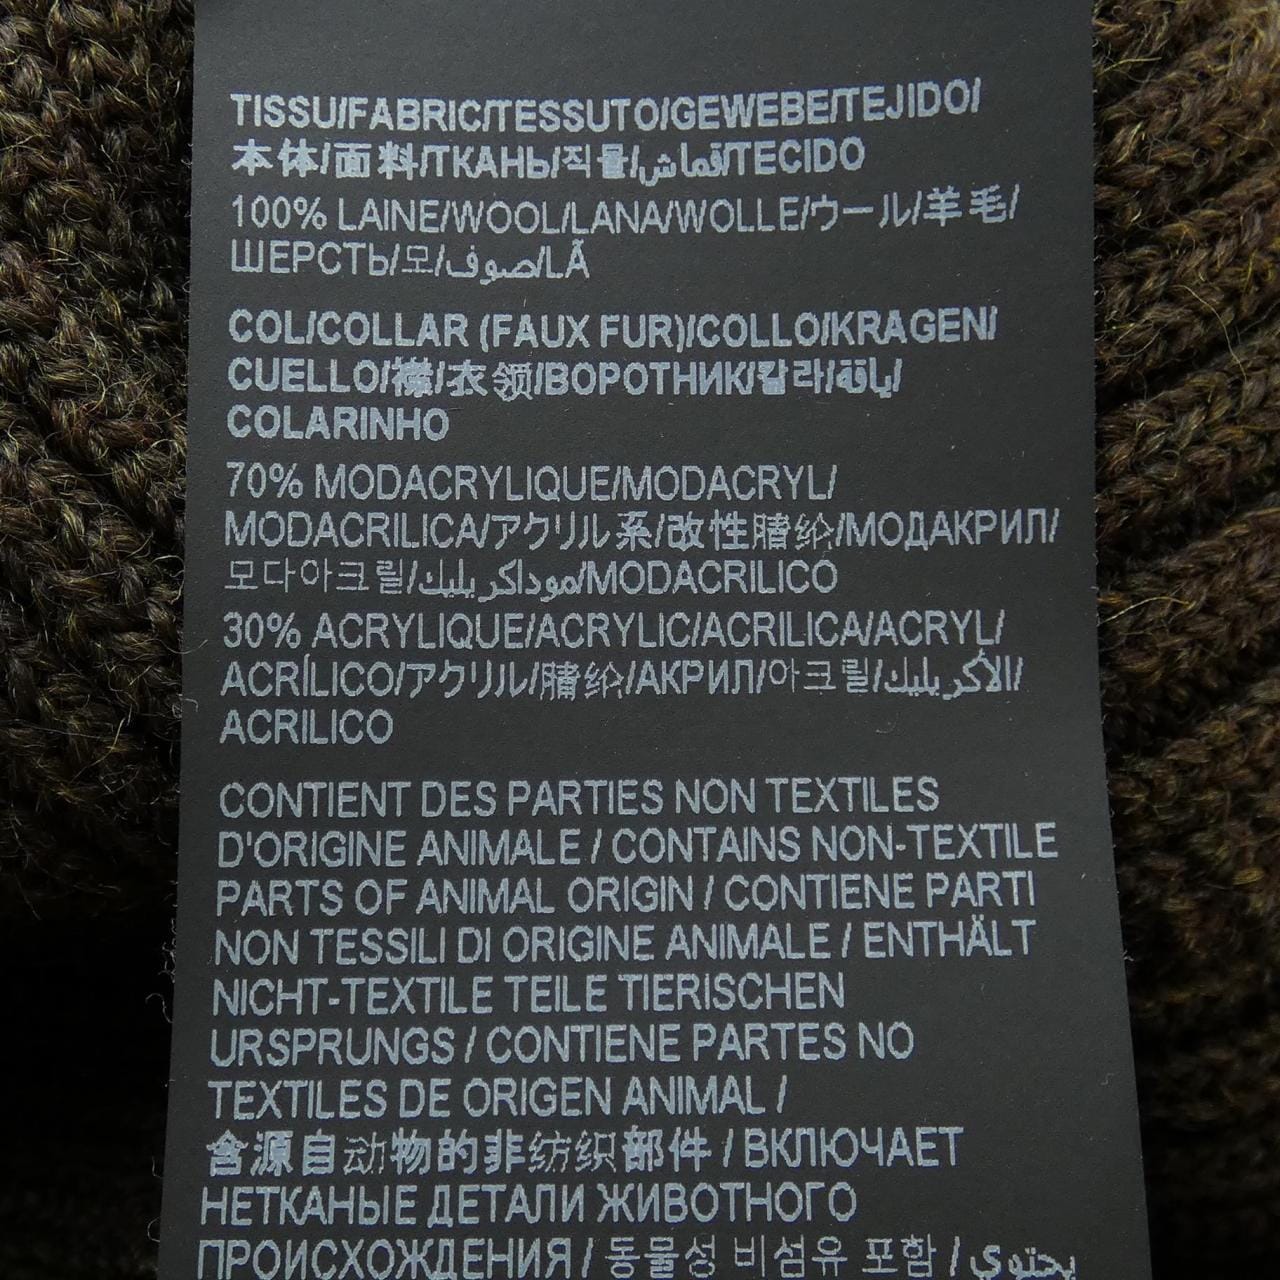 TISSU/FABRIC/TESSUTO/GEWEBE/TEJIDO/
本体/面料/ТКАНЬ/직물/قماش/TECIDO
100% LAINE/WOOL/LANA/WOLLE/ウール/羊毛/
ШЕРСТЬ/모/صوف/LÃ
COL/COLLAR (FAUX FUR)/COLLO/KRAGEN/
CUELLO/襟/衣领/ВОРОТНИК/칼라/ياقة/
COLARINHO
70% MODACRYLIQUE/MODACRYL/
MODACRILICA/アクリル系/改性腈纶/МОДАКРИЛ/
모다아크릴/موداكريليك/MODACRILICO
30% ACRYLIQUE/ACRYLIC/ACRILICA/ACRYL/
ACRÍLICO/アクリル/腈纶/АКРИЛ/아크릴/الأكريليك/
ACRILICO
CONTIENT DES PARTIES NON TEXTILES
D'ORIGINE ANIMALE / CONTAINS NON-TEXTILE
PARTS OF ANIMAL ORIGIN / CONTIENE PARTI
NON TESSILI DI ORIGINE ANIMALE / ENTHÄLT
NICHT-TEXTILE TEILE TIERISCHEN
URSPRUNGS / CONTIENE PARTES NO
TEXTILES DE ORIGEN ANIMAL /
含源自动物的非纺织部件 / ВКЛЮЧАЕТ
НЕТКАНЫЕ ДЕТАЛИ ЖИВОТНОГО
ПРОИСХОЖДЕНИЯ / 동물성 비섬유 포함 / يحتوي